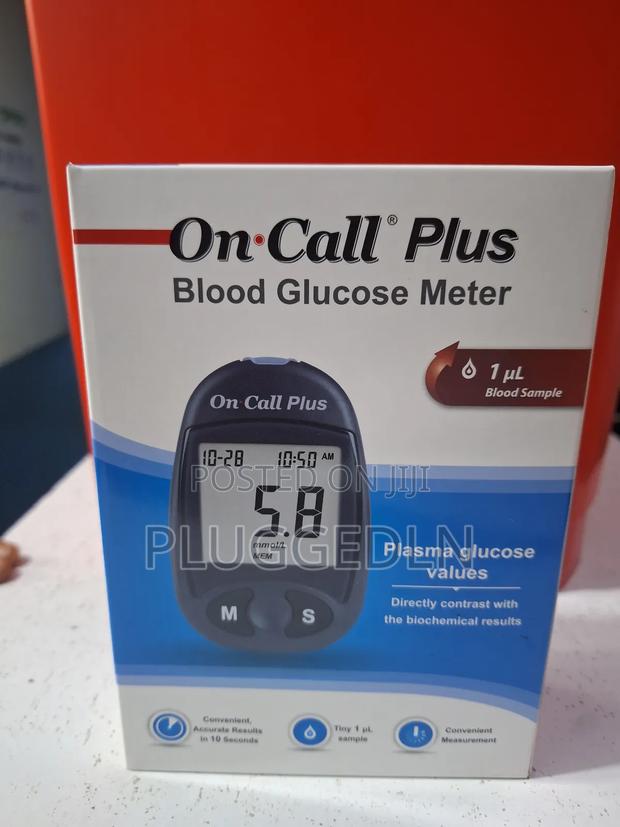 On·Call® Plus
Blood Glucose Meter
1 µL
Blood Sample
On·Call Plus
10-28 10:50 AM
POSTED ON JIJI
5.8
PLUGGEDLN
mmol/L
MEM
Plasma glucose
values
M S
Directly contrast with
the biochemical results
Convenient,
Accurate Results
in 10 Seconds
Tiny 1 µL
sample
Convenient
Measurement